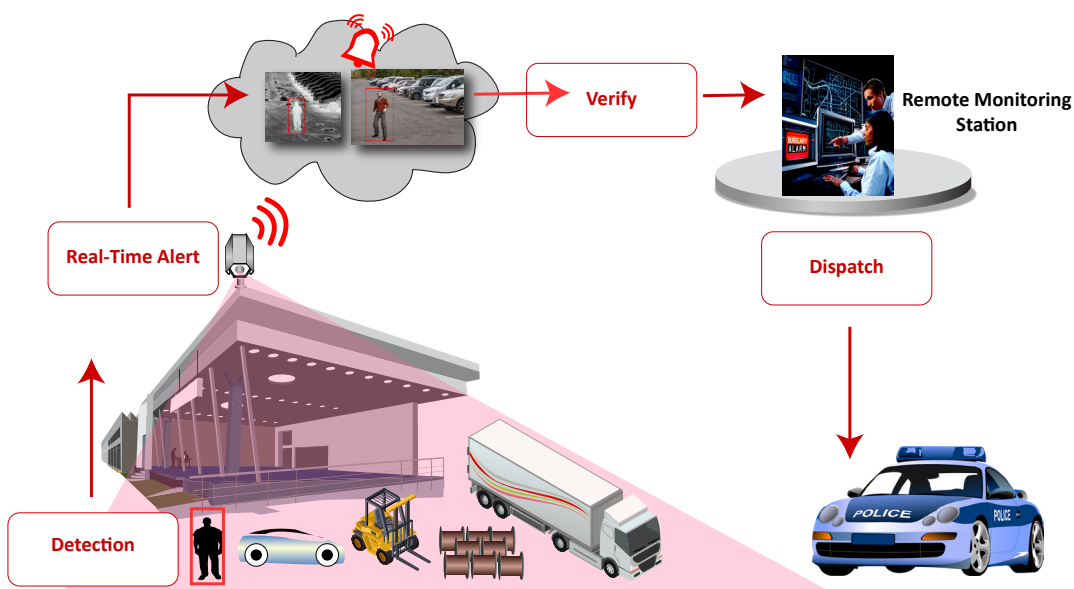 Verify
Remote Monitoring
Station
BURGLARY
ALARM
Real-Time Alert
Dispatch
Detection
POLICE
POLICE